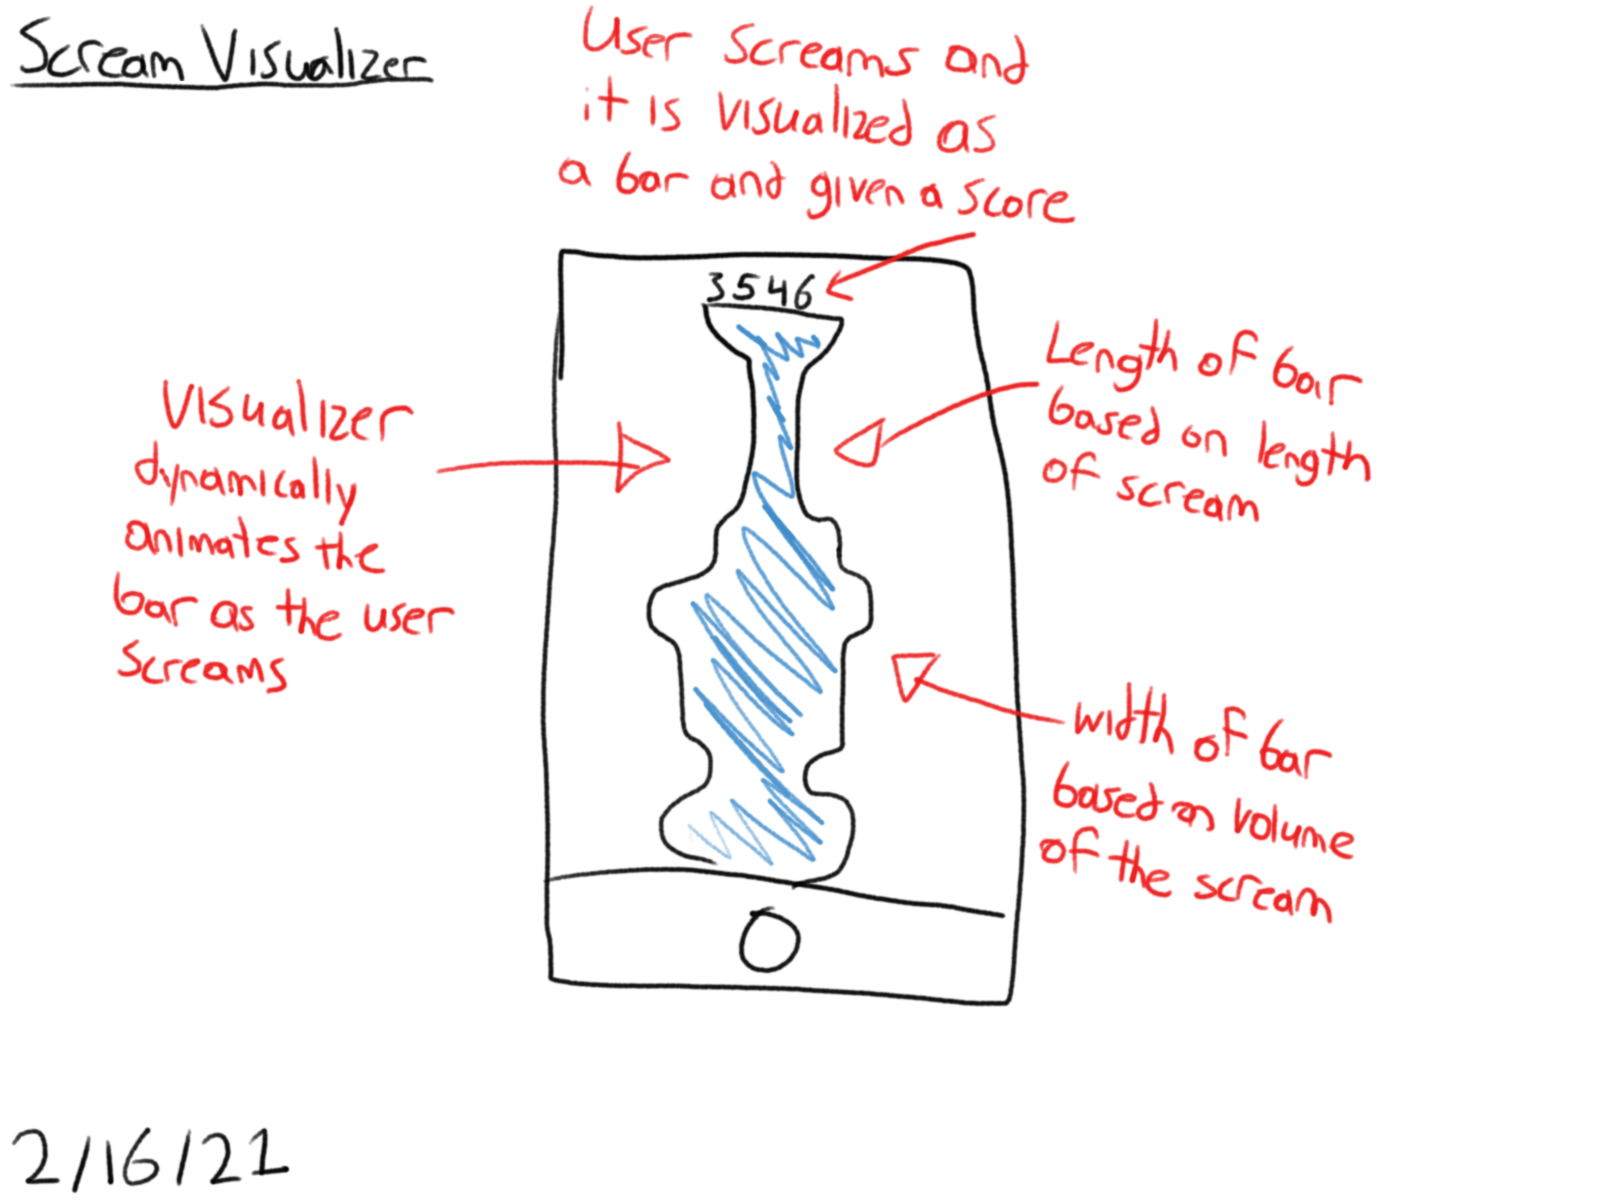 Scream Visualizer
User Screams and
it is visualized as
a bar and given a score
3546
Length of bar
based on length
of scream
Visualizer
dynamically
animates the
bar as the user
Screams
width of bar
based on volume
of the scream
2/16/21